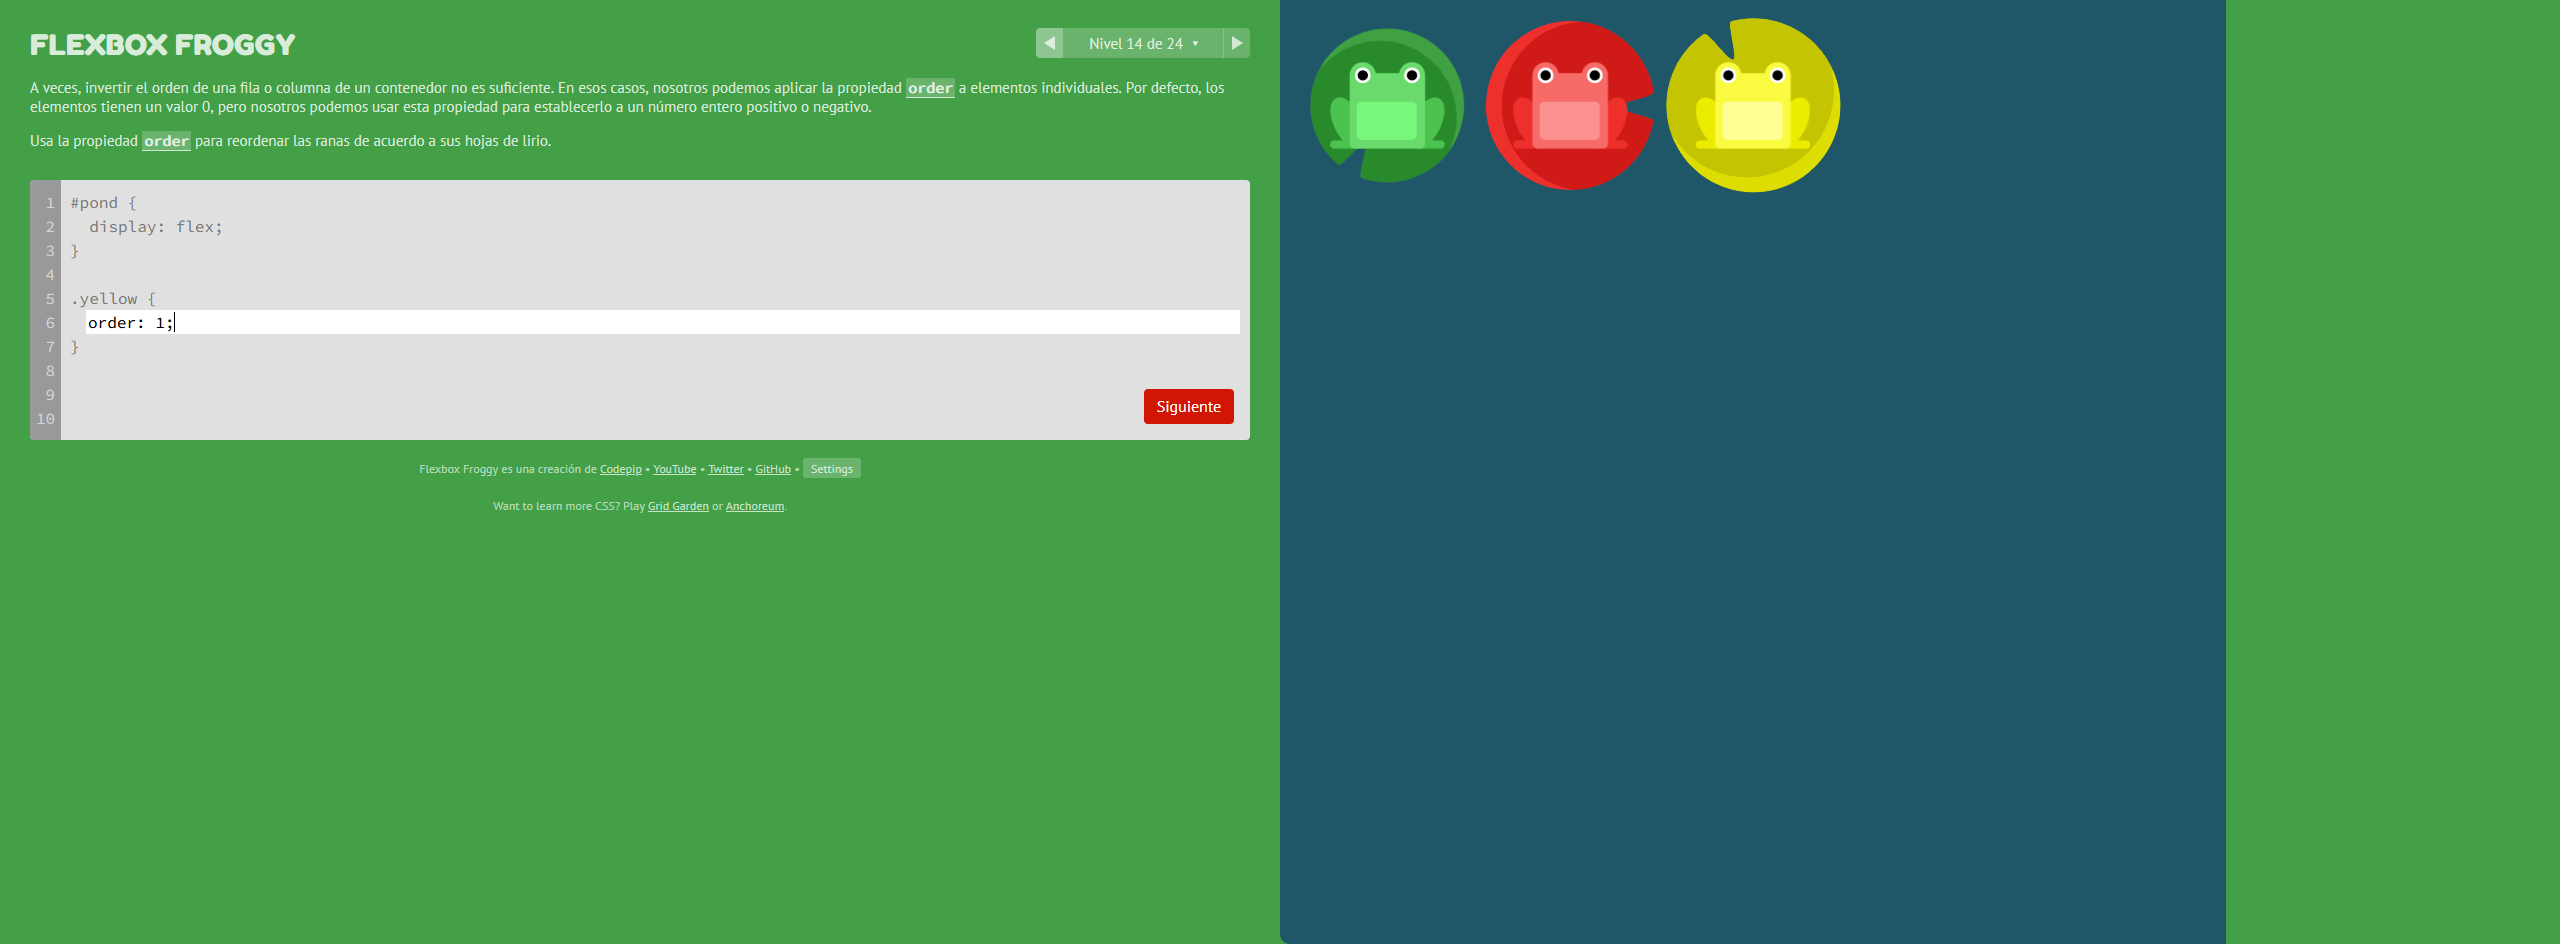 FLEXBOX FROGGY
Nivel 14 de 24 ▼
A veces, invertir el orden de una fila o columna de un contenedor no es suficiente. En esos casos, nosotros podemos aplicar la propiedad order a elementos individuales. Por defecto, los
elementos tienen un valor 0, pero nosotros podemos usar esta propiedad para establecerlo a un número entero positivo o negativo.
Usa la propiedad order para reordenar las ranas de acuerdo a sus hojas de lirio.
1 #pond {
2 display: flex;
3 }
4
5 .yellow {
6 order: 1;
7 }
8
9
10
Siguiente
Flexbox Froggy es una creación de Codepip • YouTube • Twitter • GitHub • Settings
Want to learn more CSS? Play Grid Garden or Anchoreum.